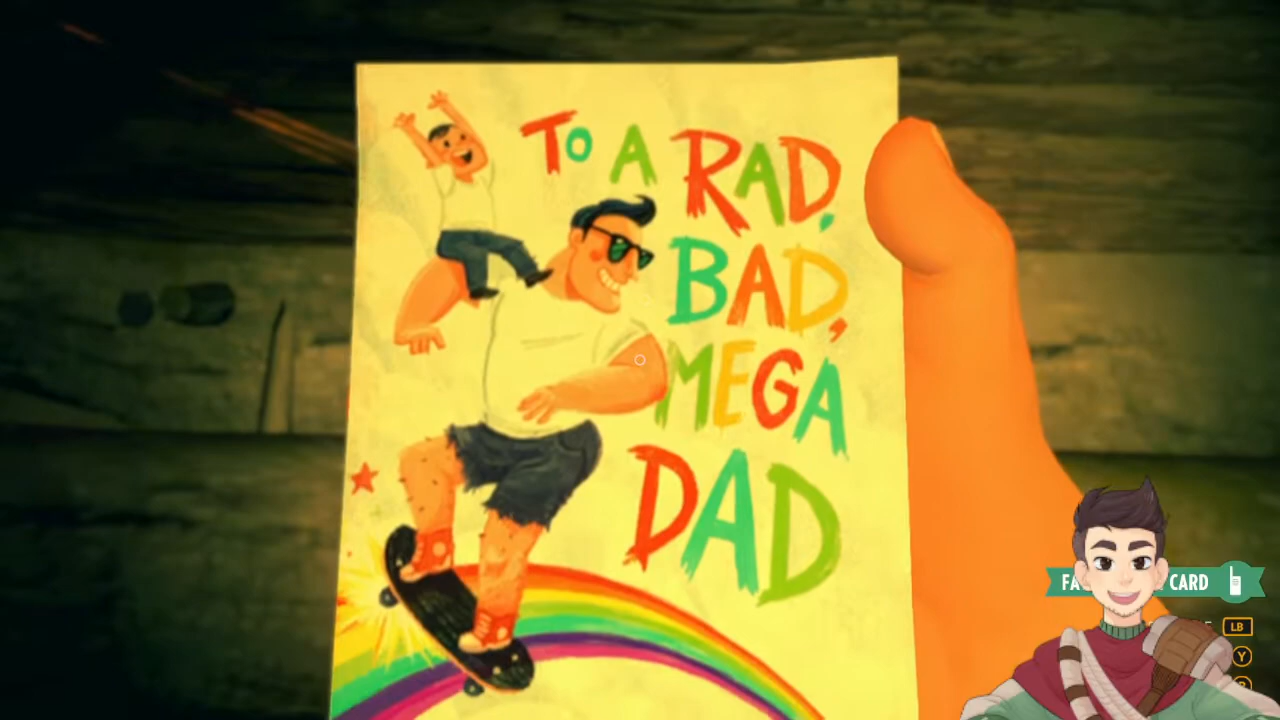 TO A RAD,
BAD,
MEGA
DAD
FA CARD
LB
Y